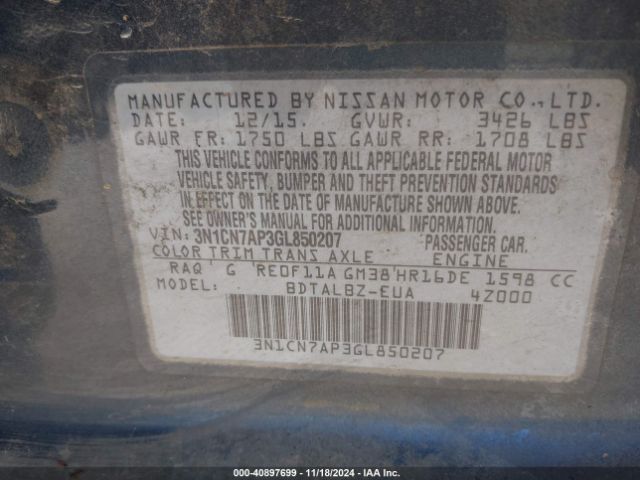 MANUFACTURED BY NISSAN MOTOR CO., LTD.
DATE: 12/15. GVWR: 3426 LBS
GAWR FR: 1750 LBS GAWR RR: 1708 LBS
THIS VEHICLE CONFORMS TO ALL APPLICABLE FEDERAL MOTOR
VEHICLE SAFETY, BUMPER AND THEFT PREVENTION STANDARDS
IN EFFECT ON THE DATE OF MANUFACTURE SHOWN ABOVE.
SEE OWNER'S MANUAL FOR ADDITIONAL INFORMATION.
VIN: 3N1CN7AP3GL850207 PASSENGER CAR.
COLOR TRIM TRANS AXLE ENGINE
RAQ G RE0F11A GM38 HR16DE 1598 CC
MODEL: BDTALBZ-EUA 4Z000
3N1CN7AP3GL850207
000-40897699 - 11/18/2024 - IAA Inc.